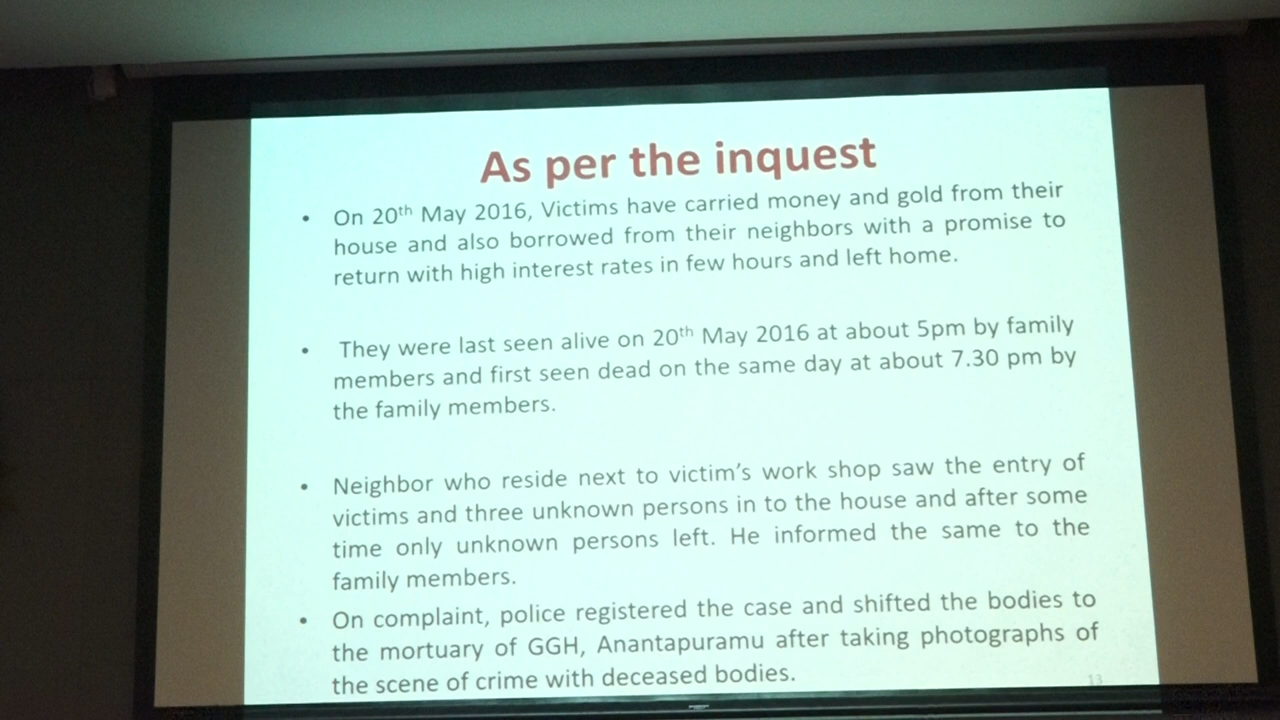 As per the inquest
• On 20th May 2016, Victims have carried money and gold from their
house and also borrowed from their neighbors with a promise to
return with high interest rates in few hours and left home.
• They were last seen alive on 20th May 2016 at about 5pm by family
members and first seen dead on the same day at about 7.30 pm by
the family members.
• Neighbor who reside next to victim's work shop saw the entry of
victims and three unknown persons in to the house and after some
time only unknown persons left. He informed the same to the
family members.
• On complaint, police registered the case and shifted the bodies to
the mortuary of GGH, Anantapuramu after taking photographs of
the scene of crime with deceased bodies.
13